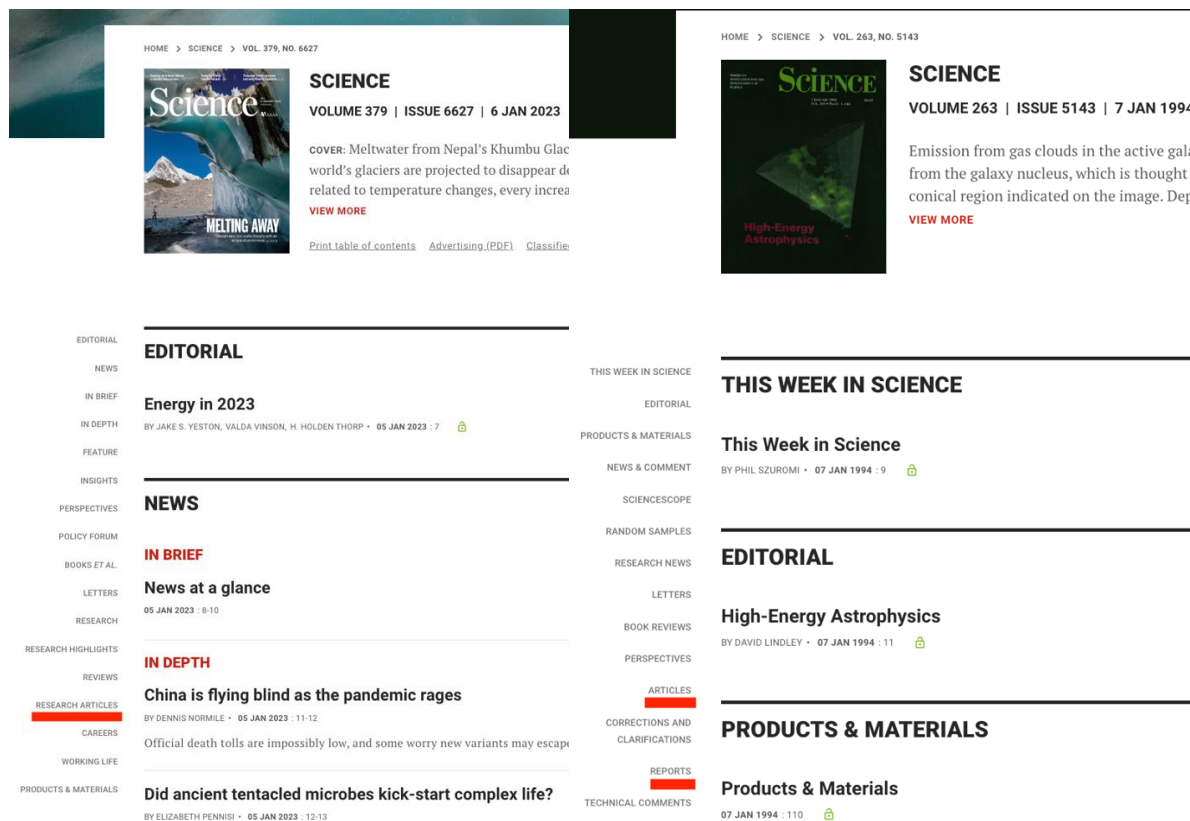 HOME > SCIENCE > VOL. 379, NO. 6627
Science
MELTING AWAY
SCIENCE
VOLUME 379 | ISSUE 6627 | 6 JAN 2023
COVER: Meltwater from Nepal's Khumbu Glac
world's glaciers are projected to disappear de
related to temperature changes, every increa
VIEW MORE
Print table of contents Advertising (PDF) Classifie
EDITORIAL
NEWS
IN BRIEF
IN DEPTH
FEATURE
INSIGHTS
PERSPECTIVES
POLICY FORUM
BOOKS ET AL.
LETTERS
RESEARCH
RESEARCH HIGHLIGHTS
REVIEWS
RESEARCH ARTICLES
CAREERS
WORKING LIFE
PRODUCTS & MATERIALS
EDITORIAL
Energy in 2023
BY JAKE S. YESTON, VALDA VINSON, H. HOLDEN THORP • 05 JAN 2023 : 7
NEWS
IN BRIEF
News at a glance
05 JAN 2023 : 8-10
IN DEPTH
China is flying blind as the pandemic rages
BY DENNIS NORMILE • 05 JAN 2023 : 11-12
Official death tolls are impossibly low, and some worry new variants may escape
Did ancient tentacled microbes kick-start complex life?
BY ELIZABETH PENNISI • 05 JAN 2023 : 12-13
HOME > SCIENCE > VOL. 263, NO. 5143
SCIENCE
High-Energy
Astrophysics
SCIENCE
VOLUME 263 | ISSUE 5143 | 7 JAN 1994
Emission from gas clouds in the active gala
from the galaxy nucleus, which is thought
conical region indicated on the image. Dep
VIEW MORE
THIS WEEK IN SCIENCE
EDITORIAL
PRODUCTS & MATERIALS
NEWS & COMMENT
SCIENCESCOPE
RANDOM SAMPLES
RESEARCH NEWS
LETTERS
BOOK REVIEWS
PERSPECTIVES
ARTICLES
CORRECTIONS AND
CLARIFICATIONS
REPORTS
TECHNICAL COMMENTS
THIS WEEK IN SCIENCE
This Week in Science
BY PHIL SZUROMI • 07 JAN 1994 : 9
EDITORIAL
High-Energy Astrophysics
BY DAVID LINDLEY • 07 JAN 1994 : 11
PRODUCTS & MATERIALS
Products & Materials
07 JAN 1994 : 110